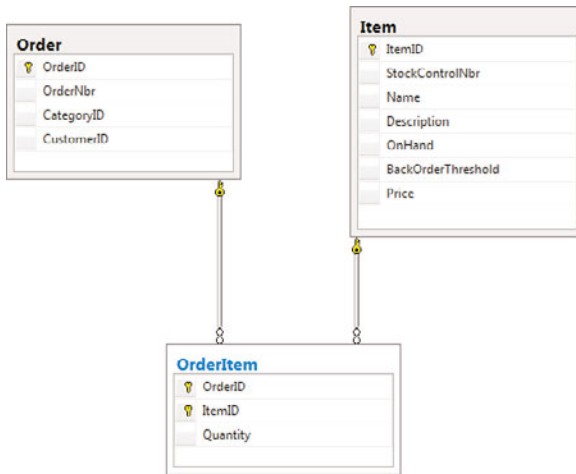 Order
OrderID
OrderNbr
CategoryID
CustomerID
Item
ItemID
StockControlNbr
Name
Description
OnHand
BackOrderThreshold
Price
OrderItem
OrderID
ItemID
Quantity